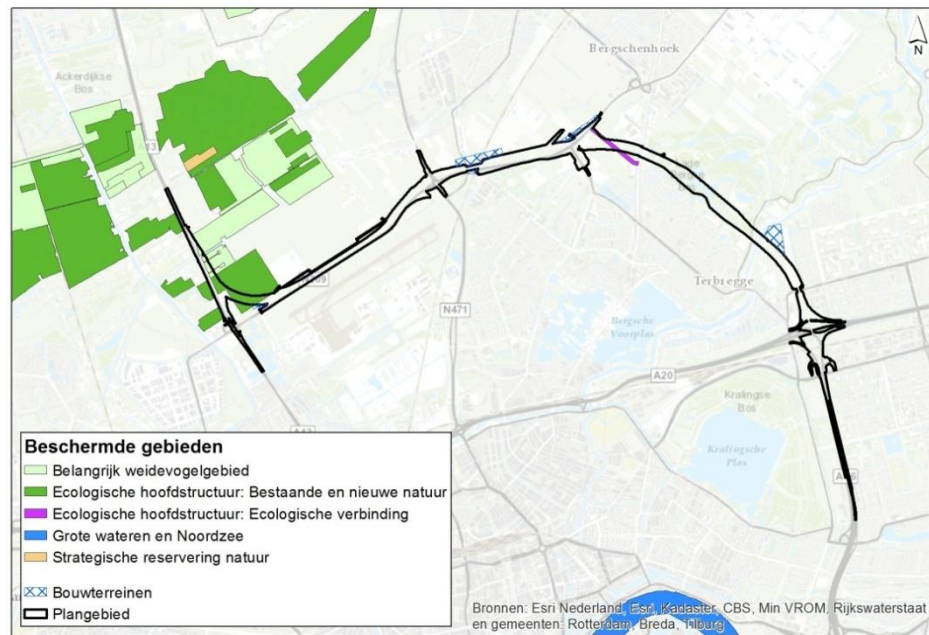 Bergschenhoek
N
Ackerdijkse
Bos
13
Bos
Terbregge
N471
Bergsche
Voorplas
A20
Kralingse
Bos
Kralingsche
Plas
Beschermde gebieden
Belangrijk weidevogelgebied
Ecologische hoofdstructuur: Bestaande en nieuwe natuur
Ecologische hoofdstructuur: Ecologische verbinding
Grote wateren en Noordzee
Strategische reservering natuur
Bouwterreinen
Plangebied
Bronnen: Esri Nederland, Esri, Kadaster, CBS, Min VROM, Rijkswaterstaat
en gemeenten: Rotterdam, Breda, Tilburg